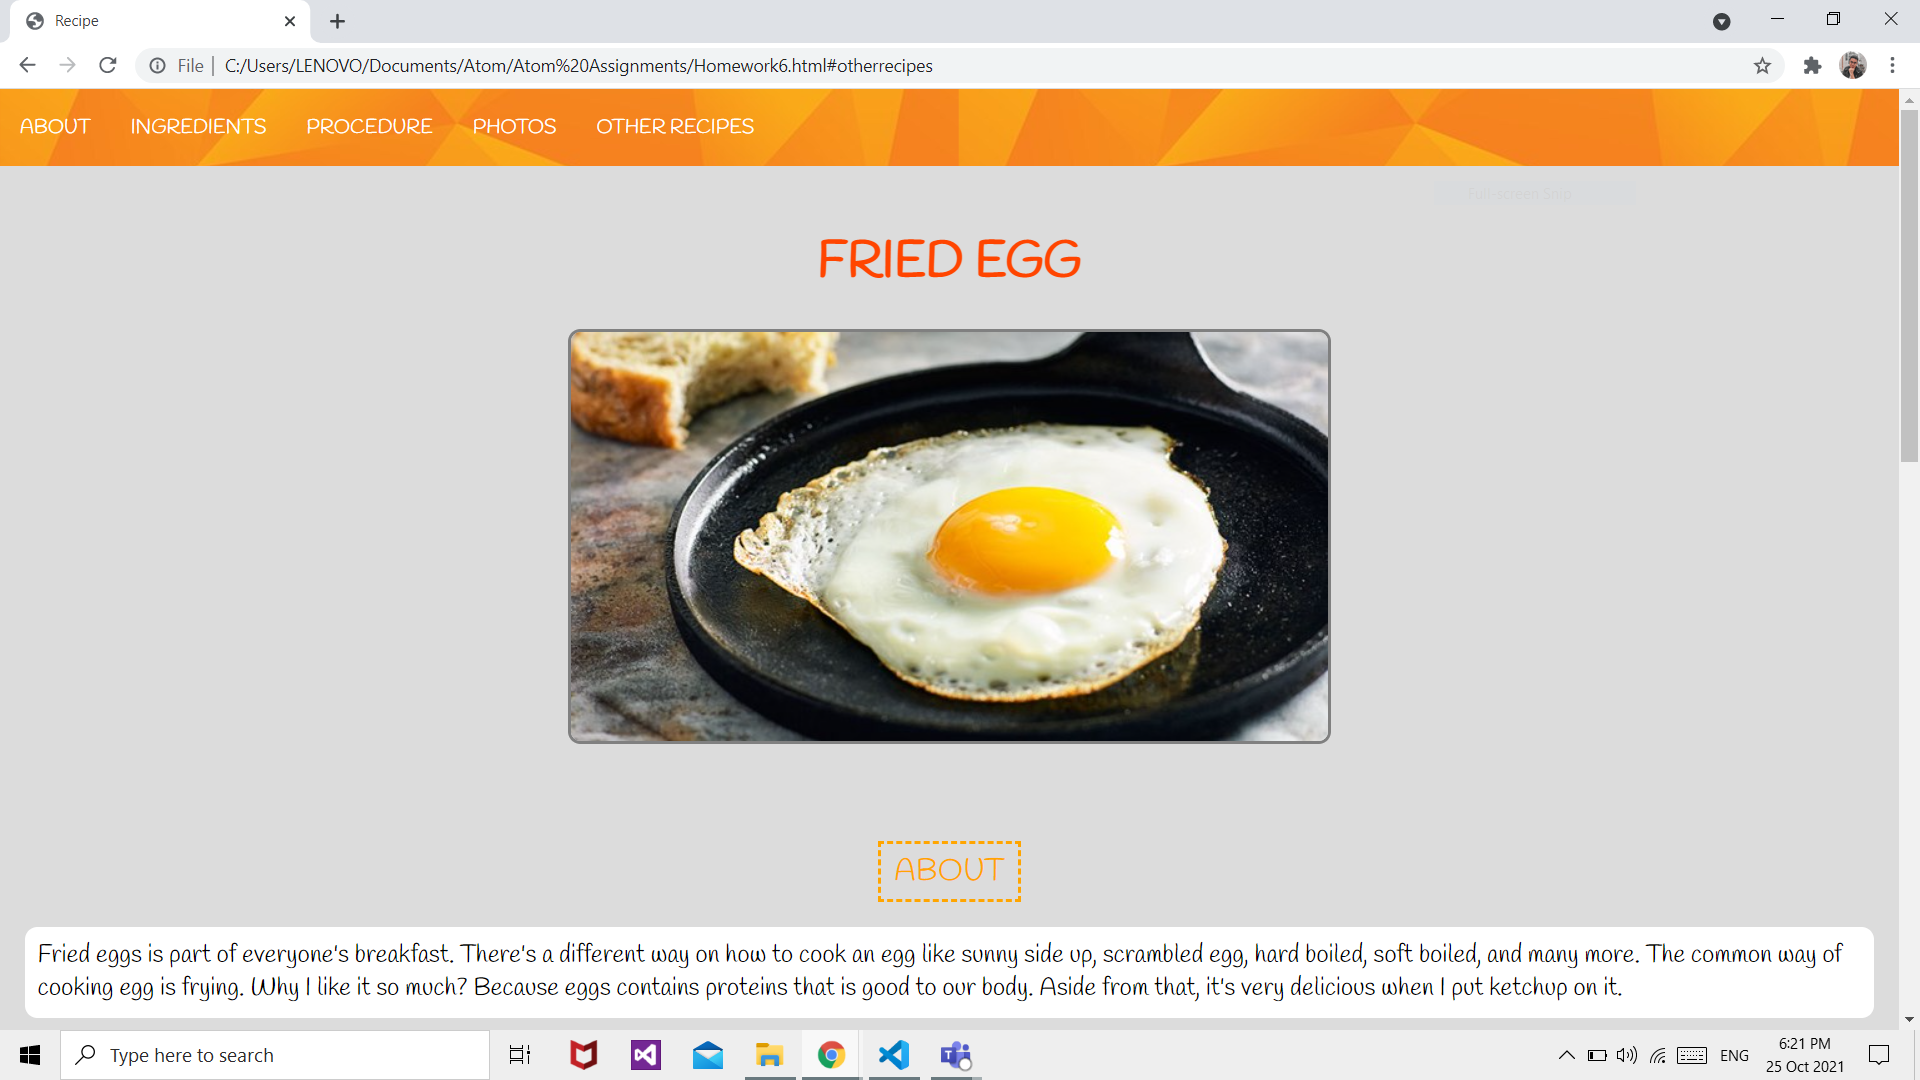 Recipe
File | C:/Users/LENOVO/Documents/Atom/Atom%20Assignments/Homework6.html#otherrecipes
ABOUT INGREDIENTS PROCEDURE PHOTOS OTHER RECIPES
Full-screen Snip
FRIED EGG
ABOUT
Fried eggs is part of everyone's breakfast. There's a different way on how to cook an egg like sunny side up, scrambled egg, hard boiled, soft boiled, and many more. The common way of
cooking egg is frying. Why I like it so much? Because eggs contains proteins that is good to our body. Aside from that, it's very delicious when I put ketchup on it.
Type here to search
ENG
6:21 PM
25 Oct 2021